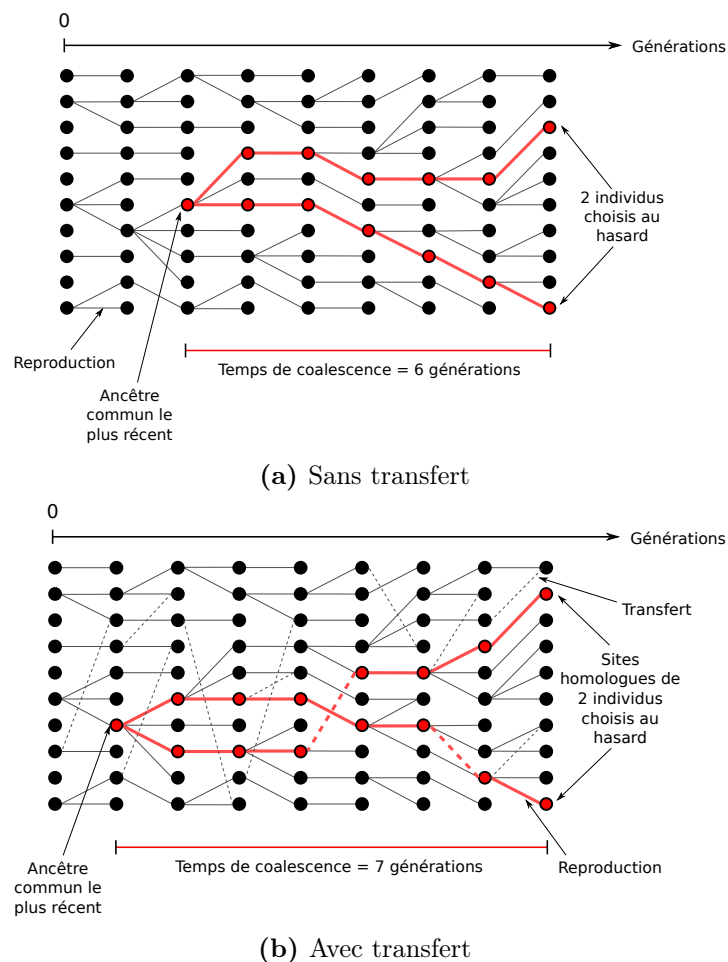 0
Générations
2 individus
choisis au
hasard
Reproduction
Ancêtre
commun le
plus récent
Temps de coalescence = 6 générations
(a) Sans transfert
0
Générations
Transfert
Sites
homologues de
2 individus
choisis au
hasard
Ancêtre
commun le
plus récent
Temps de coalescence = 7 générations
Reproduction
(b) Avec transfert